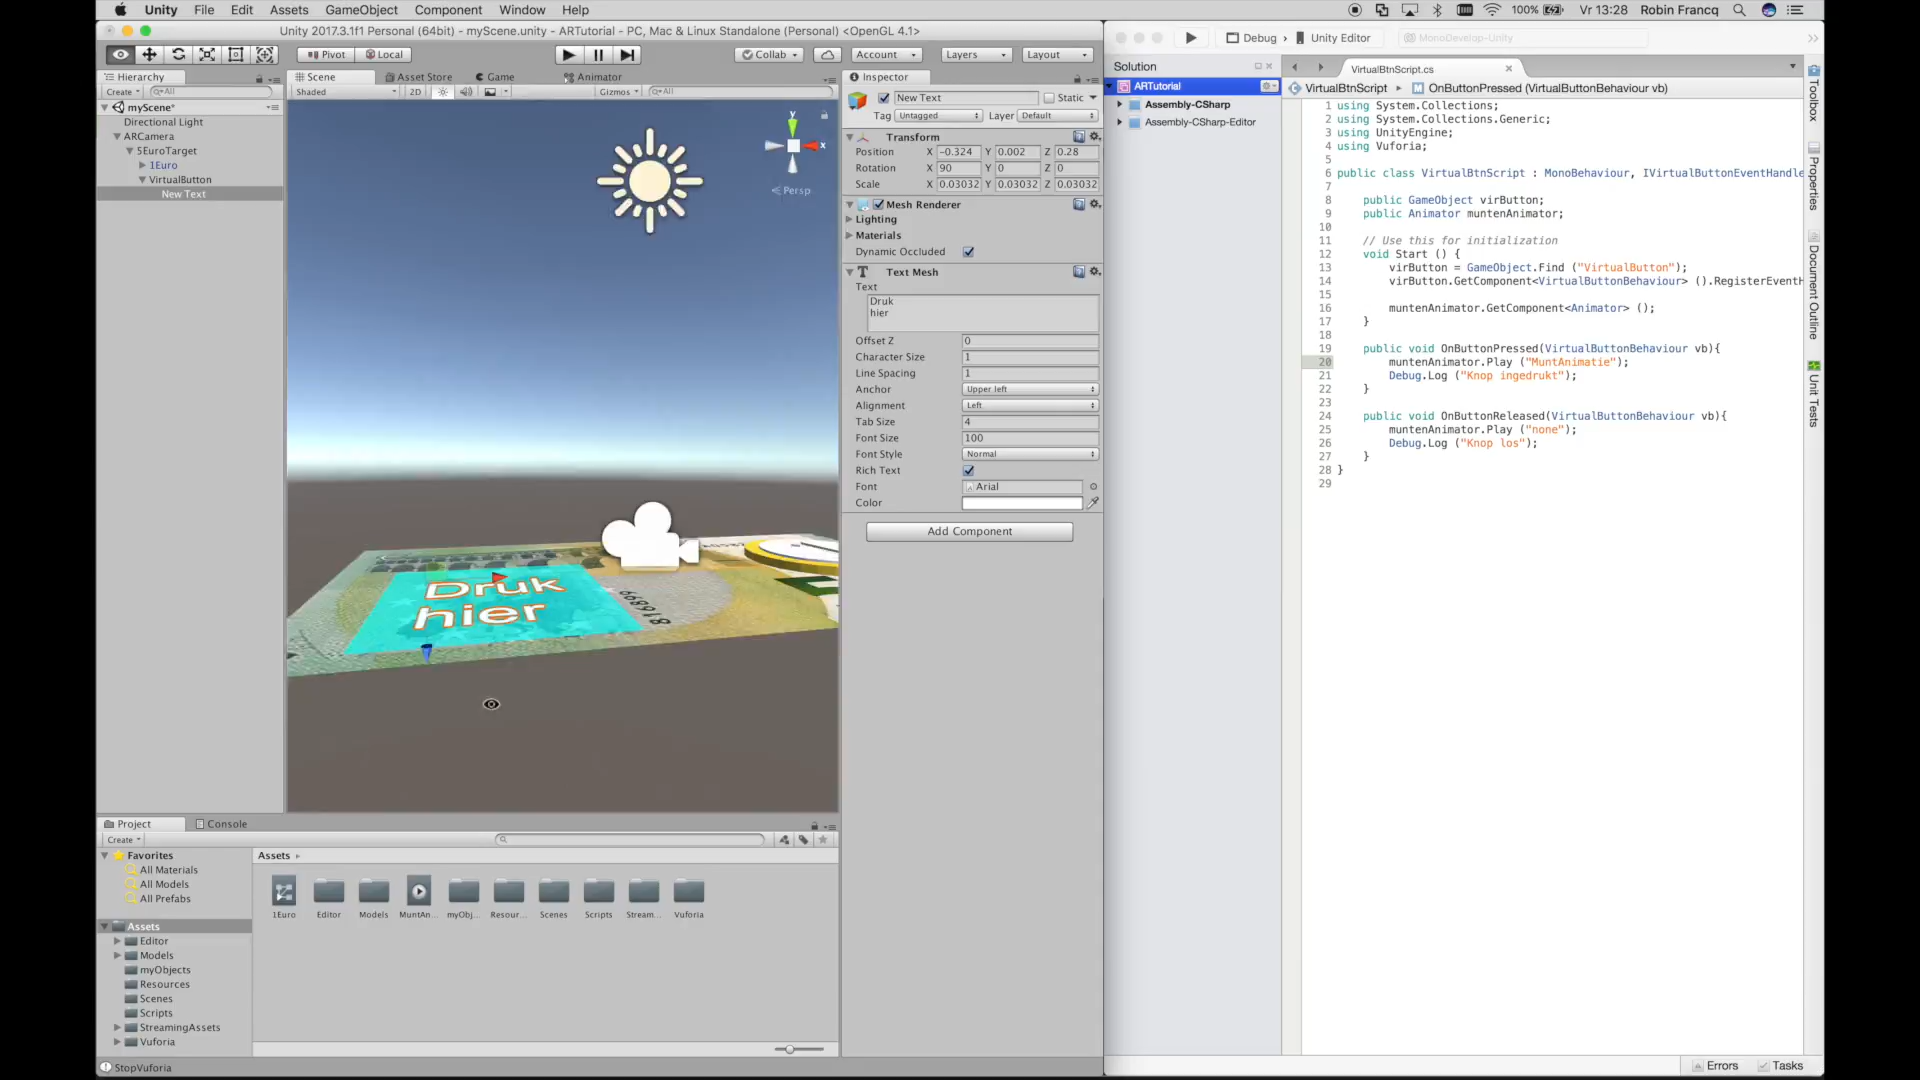 Unity File Edit Assets GameObject Component Window Help
100% Vr 13:28 Robin Francq
Unity 2017.3.1f1 Personal (64bit) - myScene.unity - ARTutorial - PC, Mac & Linux Standalone (Personal) <OpenGL 4.1>
Pivot Local Collab Account Layers Layout
Hierarchy
Create All
myScene*
Directional Light
ARCamera
5EuroTarget
1Euro
VirtualButton
New Text
Scene Asset Store Game Animator
Shaded 2D Gizmos All
y
x
Persp
Druk
hier
816899
Inspector
New Text Static
Tag Untagged Layer Default
Transform
Position X -0.324 Y 0.002 Z 0.28
Rotation X 90 Y 0 Z 0
Scale X 0.03032 Y 0.03032 Z 0.03032
Mesh Renderer
Lighting
Materials
Dynamic Occluded
Text Mesh
Text
Druk
hier
Offset Z 0
Character Size 1
Line Spacing 1
Anchor Upper left
Alignment Left
Tab Size 4
Font Size 100
Font Style Normal
Rich Text
Font Arial
Color
Add Component
Project Console
Create
Favorites
All Materials
All Models
All Prefabs
Assets
Editor
Models
myObjects
Resources
Scenes
Scripts
StreamingAssets
Vuforia
Assets
1Euro Editor Models MuntAn... myObj... Resour... Scenes Scripts Stream... Vuforia
StopVuforia
Debug Unity Editor MonoDevelop-Unity
Solution
ARTutorial
Assembly-CSharp
Assembly-CSharp-Editor
VirtualBtnScript.cs
VirtualBtnScript OnButtonPressed (VirtualButtonBehaviour vb)
1 using System.Collections;
2 using System.Collections.Generic;
3 using UnityEngine;
4 using Vuforia;
5
6 public class VirtualBtnScript : MonoBehaviour, IVirtualButtonEventHandle
7
8 public GameObject virButton;
9 public Animator muntenAnimator;
10
11 // Use this for initialization
12 void Start () {
13 virButton = GameObject.Find ("VirtualButton");
14 virButton.GetComponent<VirtualButtonBehaviour> ().RegisterEventH
15
16 muntenAnimator.GetComponent<Animator> ();
17 }
18
19 public void OnButtonPressed(VirtualButtonBehaviour vb){
20 muntenAnimator.Play ("MuntAnimatie");
21 Debug.Log ("Knop ingedrukt");
22 }
23
24 public void OnButtonReleased(VirtualButtonBehaviour vb){
25 muntenAnimator.Play ("none");
26 Debug.Log ("Knop los");
27 }
28 }
29
Toolbox
Properties
Document Outline
Unit Tests
Errors Tasks